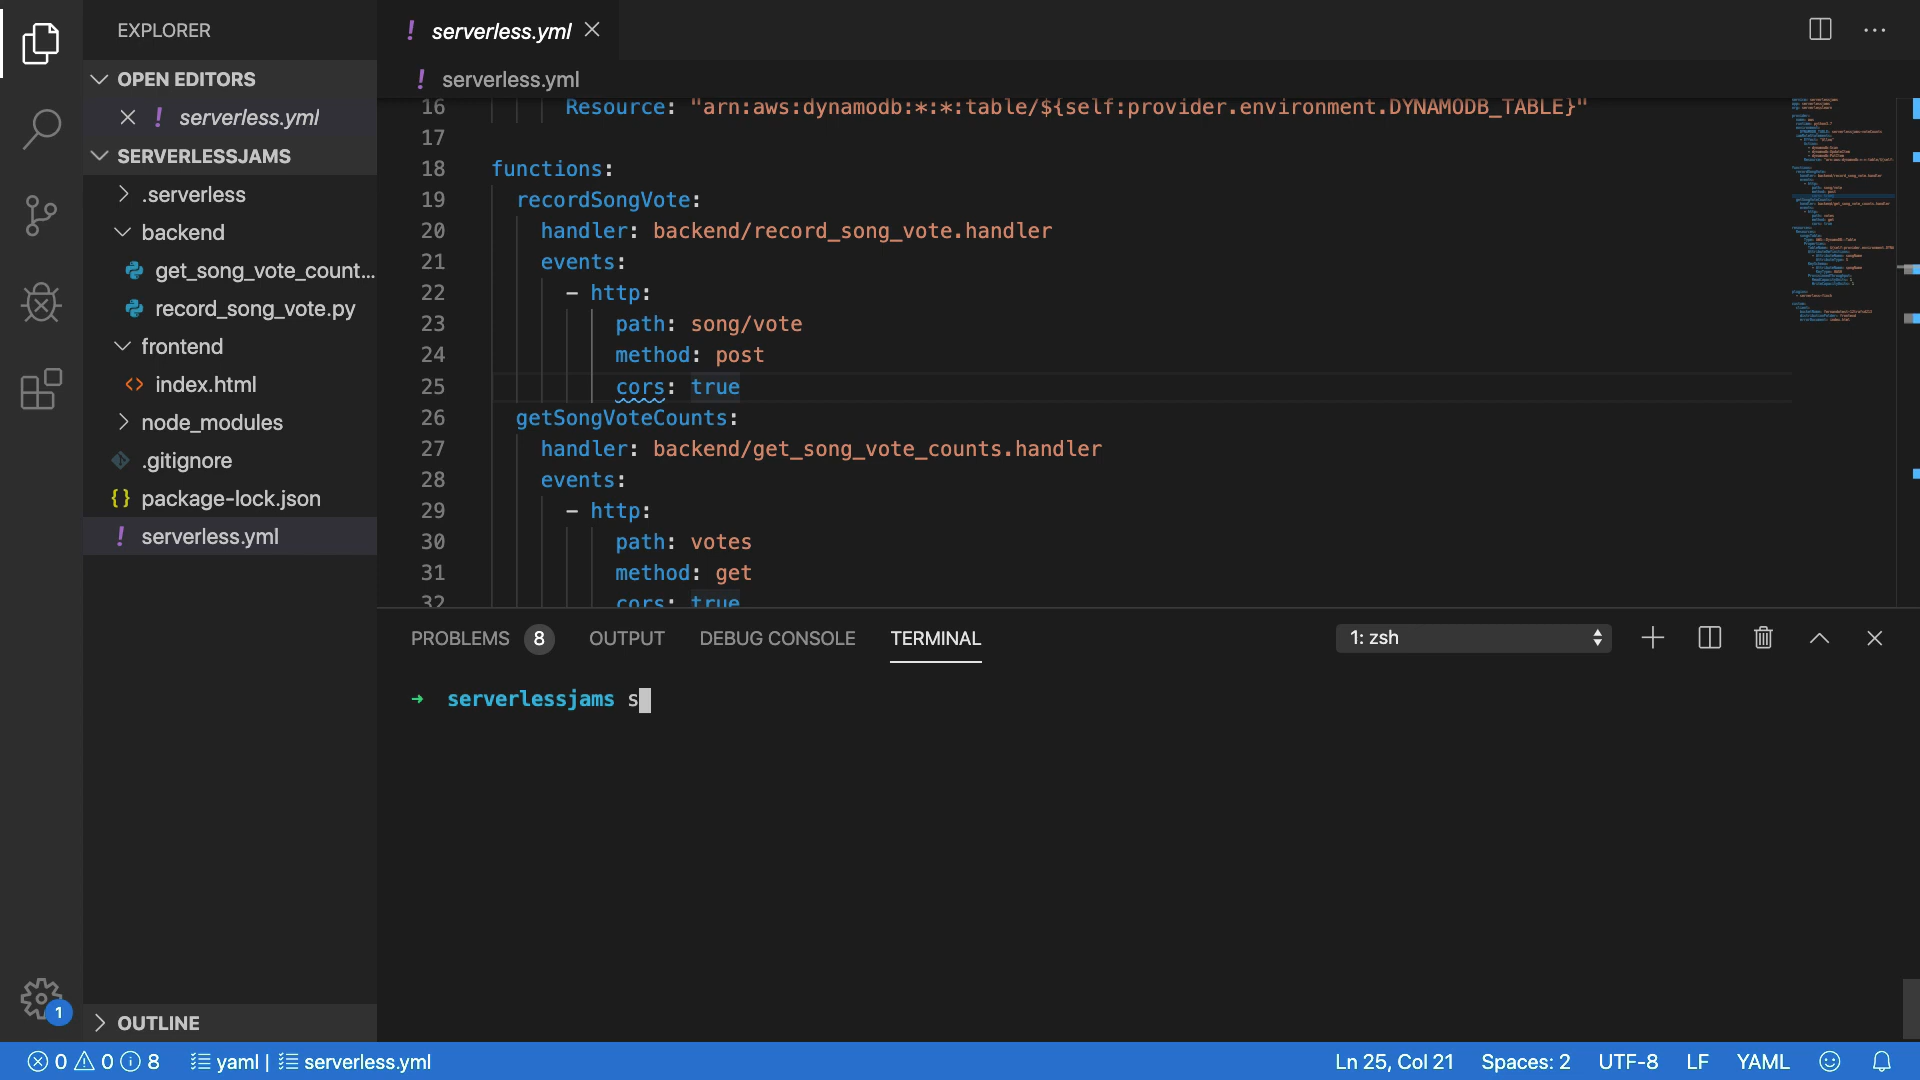 EXPLORER
OPEN EDITORS
serverless.yml
SERVERLESSJAMS
.serverless
backend
get_song_vote_count...
record_song_vote.py
frontend
index.html
node_modules
.gitignore
package-lock.json
serverless.yml
OUTLINE
1
serverless.yml
serverless.yml
16 Resource: "arn:aws:dynamodb:*:*:table/${self:provider.environment.DYNAMODB_TABLE}"
17
18 functions:
19 recordSongVote:
20 handler: backend/record_song_vote.handler
21 events:
22 - http:
23 path: song/vote
24 method: post
25 cors: true
26 getSongVoteCounts:
27 handler: backend/get_song_vote_counts.handler
28 events:
29 - http:
30 path: votes
31 method: get
32 cors: true
PROBLEMS 8 OUTPUT DEBUG CONSOLE TERMINAL 1: zsh
➜ serverlessjams s
0 0 8 yaml | serverless.yml Ln 25, Col 21 Spaces: 2 UTF-8 LF YAML